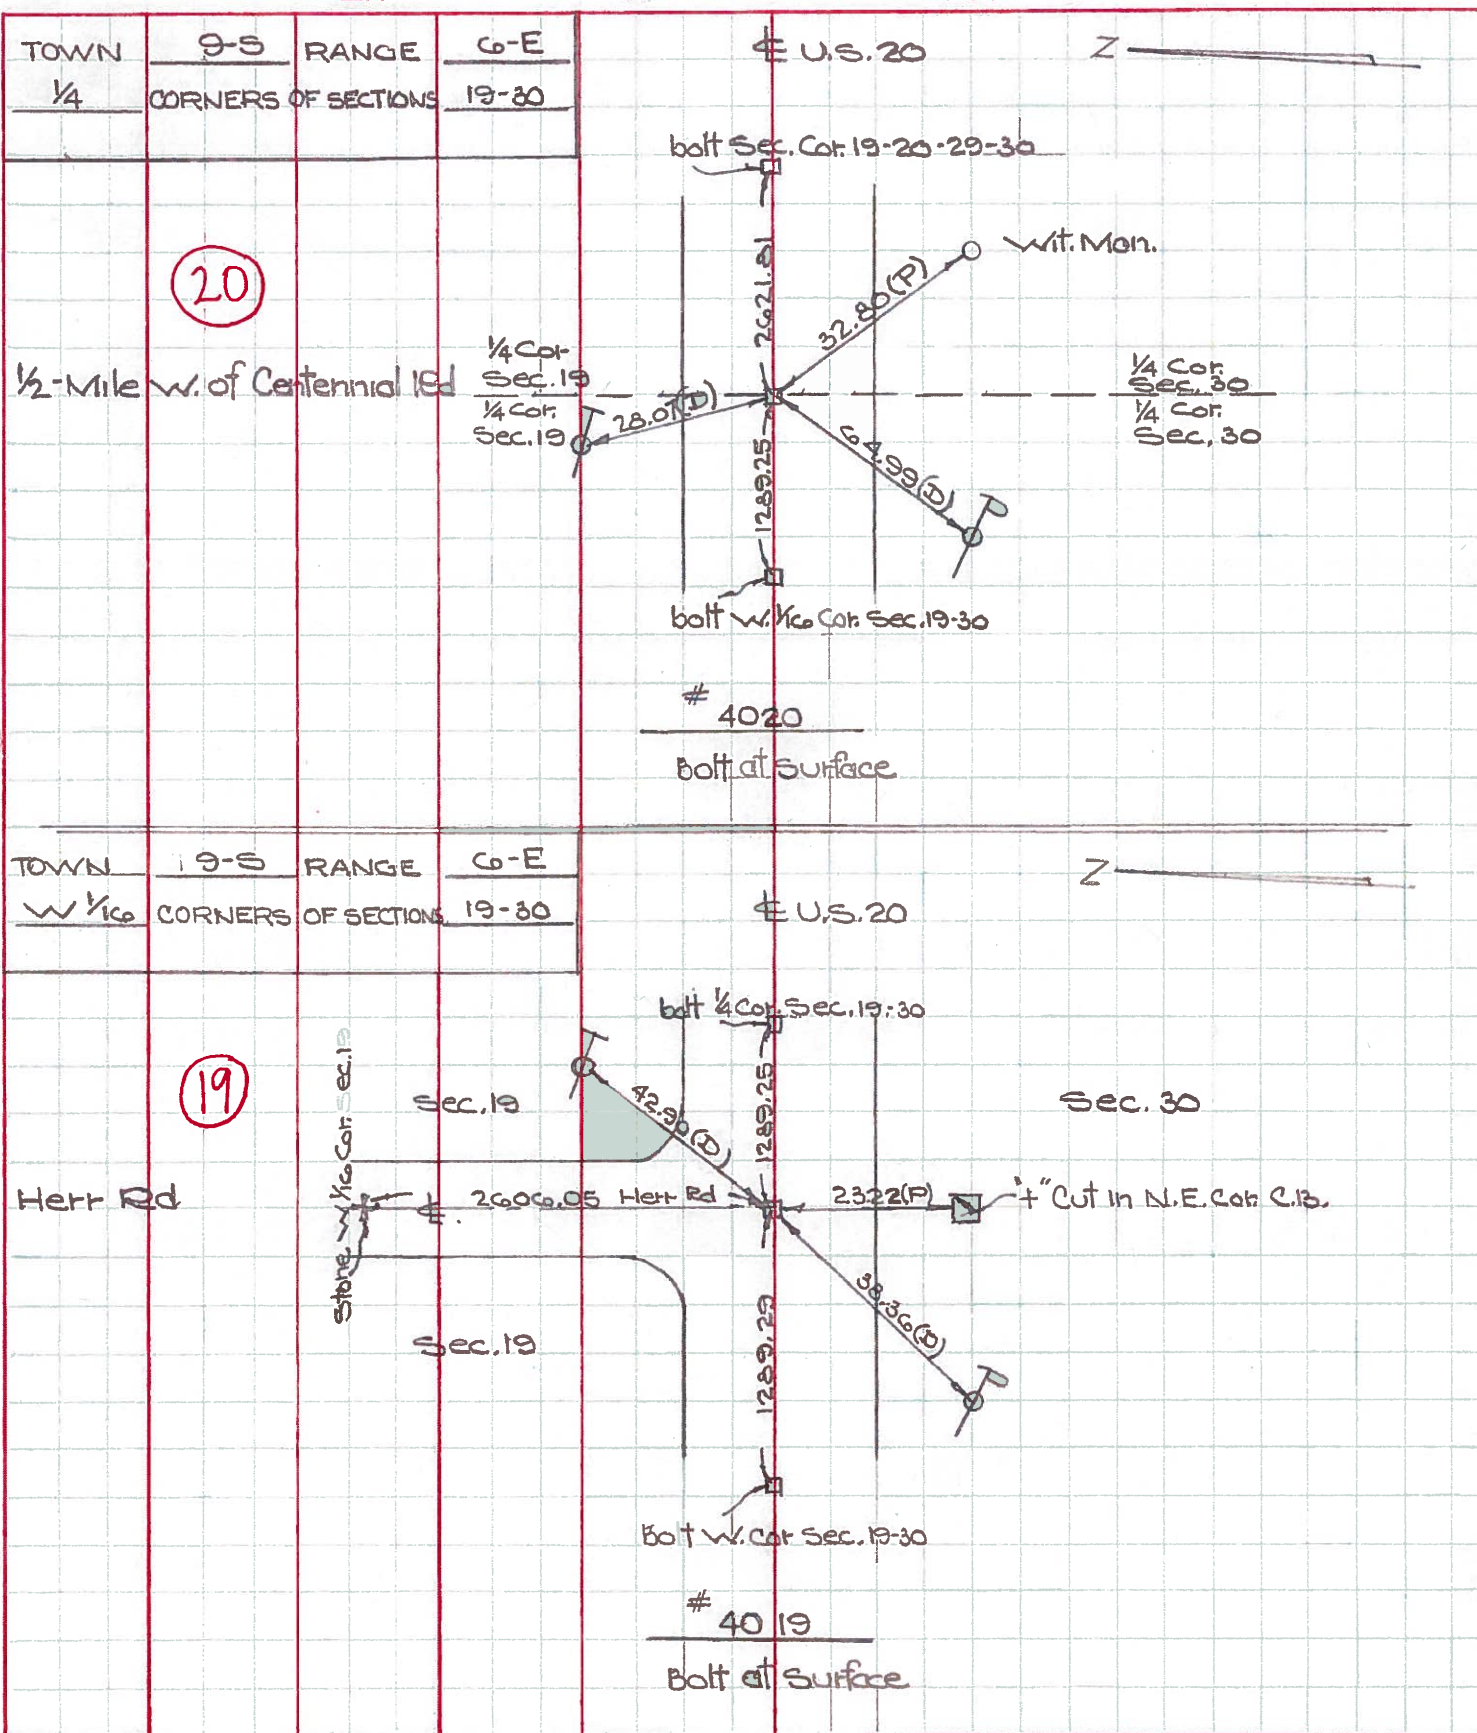 TOWN 9-S RANGE 6-E
1/4 CORNERS OF SECTIONS 19-30
℄ U.S. 20
Z
bolt Sec. Cor. 19-20-29-30
20
Wit. Mon.
2621.81
32.80(P)
1/2-Mile W. of Centennial Rd
1/4 Cor.
Sec. 19
1/4 Cor.
Sec. 19
28.07(D)
1/4 Cor.
Sec. 30
1/4 Cor.
Sec. 30
1289.25
64.99(D)
bolt W. 1/16 Cor. Sec. 19-30
# 4020
Bolt at Surface
TOWN 9-S RANGE 6-E
W 1/16 CORNERS OF SECTIONS 19-30
℄ U.S. 20
Z
bolt 1/4 Cor. Sec. 19-30
19
Sec. 19
Stone W 1/16 Cor. Sec. 19
1289.25
Sec. 30
Herr Rd
℄ 2606.05 Herr Rd
23.22(P)
"+" Cut in N.E. Cor. C.B.
38.36(D)
Sec. 19
1289.29
Bolt W. Cor Sec. 19-30
# 4019
Bolt at Surface